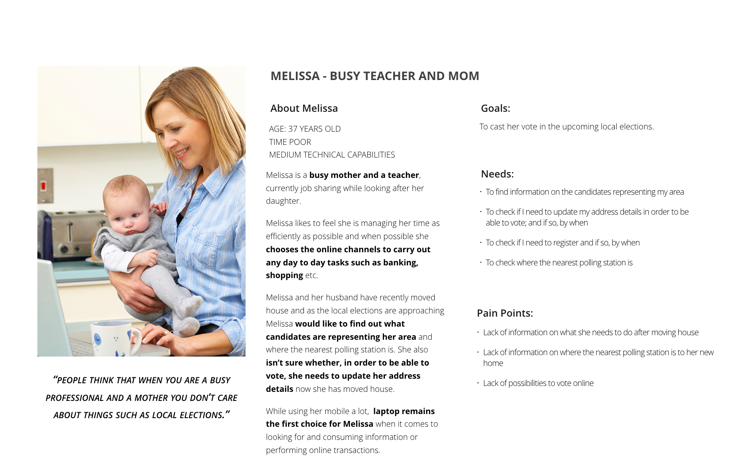 MELISSA - BUSY TEACHER AND MOM
About Melissa
AGE: 37 YEARS OLD
TIME POOR
MEDIUM TECHNICAL CAPABILITIES
Melissa is a busy mother and a teacher,
currently job sharing while looking after her
daughter.
Melissa likes to feel she is managing her time as
efficiently as possible and when possible she
chooses the online channels to carry out
any day to day tasks such as banking,
shopping etc.
Melissa and her husband have recently moved
house and as the local elections are approaching
Melissa would like to find out what
candidates are representing her area and
where the nearest polling station is. She also
isn't sure whether, in order to be able to
vote, she needs to update her address
details now she has moved house.
While using her mobile a lot, laptop remains
the first choice for Melissa when it comes to
looking for and consuming information or
performing online transactions.
Goals:
To cast her vote in the upcoming local elections.
Needs:
· To find information on the candidates representing my area
· To check if I need to update my address details in order to be
able to vote; and if so, by when
· To check if I need to register and if so, by when
· To check where the nearest polling station is
Pain Points:
· Lack of information on what she needs to do after moving house
· Lack of information on where the nearest polling station is to her new
home
· Lack of possibilities to vote online
"PEOPLE THINK THAT WHEN YOU ARE A BUSY
PROFESSIONAL AND A MOTHER YOU DON'T CARE
ABOUT THINGS SUCH AS LOCAL ELECTIONS."